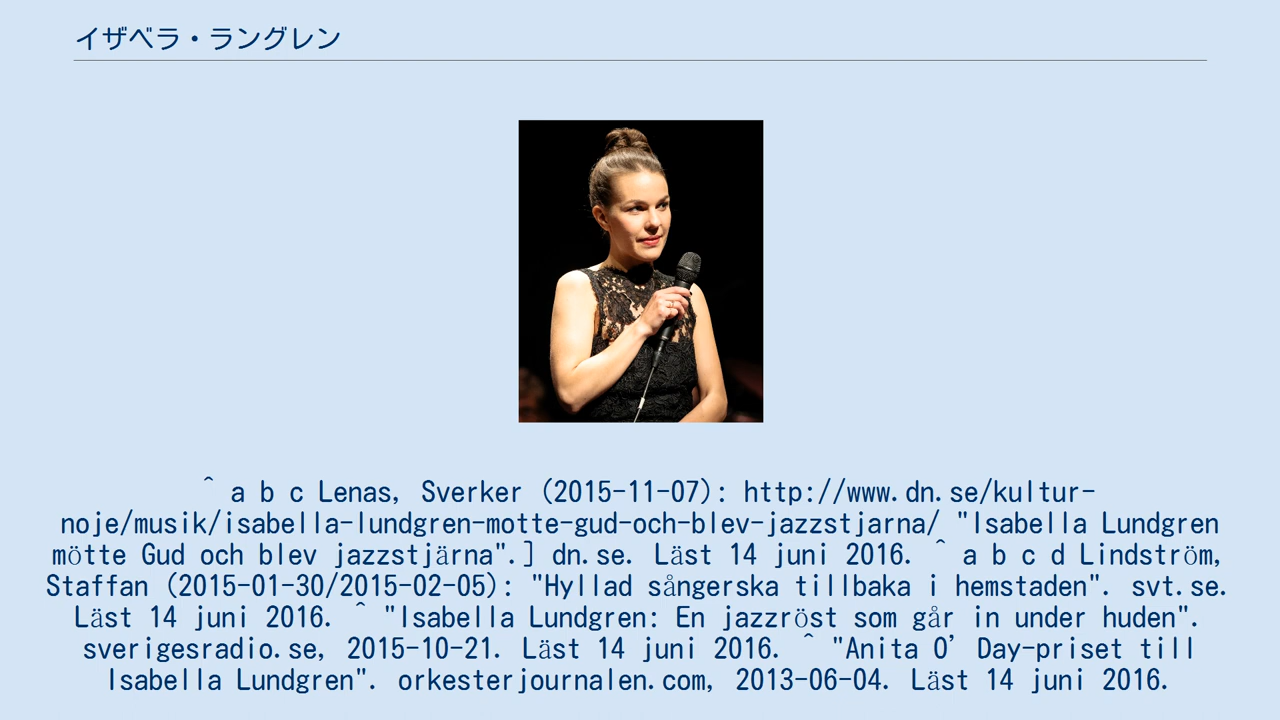 イザベラ・ラングレン
^ a b c Lenas, Sverker (2015-11-07): http://www.dn.se/kultur-
noje/musik/isabella-lundgren-motte-gud-och-blev-jazzstjarna/ "Isabella Lundgren
mötte Gud och blev jazzstjärna".] dn.se. Läst 14 juni 2016. ^ a b c d Lindström,
Staffan (2015-01-30/2015-02-05): "Hyllad sångerska tillbaka i hemstaden". svt.se.
Läst 14 juni 2016. ^ "Isabella Lundgren: En jazzröst som går in under huden".
sverigesradio.se, 2015-10-21. Läst 14 juni 2016. ^ "Anita O’Day-priset till
Isabella Lundgren". orkesterjournalen.com, 2013-06-04. Läst 14 juni 2016.